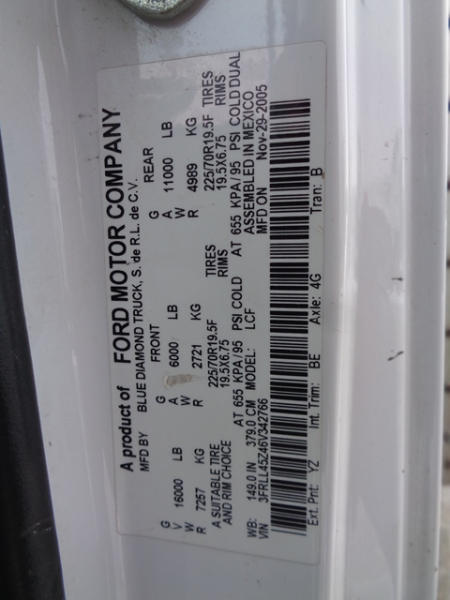 A product of FORD MOTOR COMPANY
MFD BY BLUE DIAMOND TRUCK, S. de R.L. de C.V.
FRONT REAR
G G G
V 16000 LB A 6000 LB A 11000 LB
W W W
R 7257 KG R 2721 KG R 4989 KG
A SUITABLE TIRE 225/70R19.5F TIRES 225/70R19.5F TIRES
AND RIM CHOICE 19.5X6.75 RIMS 19.5X6.75 RIMS
AT 655 KPA/95 PSI COLD AT 655 KPA/95 PSI COLD DUAL
WB: 149.0 IN 379.0 CM MODEL: LCF ASSEMBLED IN MEXICO
VIN 3FRLL45Z46V342766 MFD ON Nov-29-2005
Ext. Pnt: YZ Int. Trim: BE Axle: 4G Tran: B